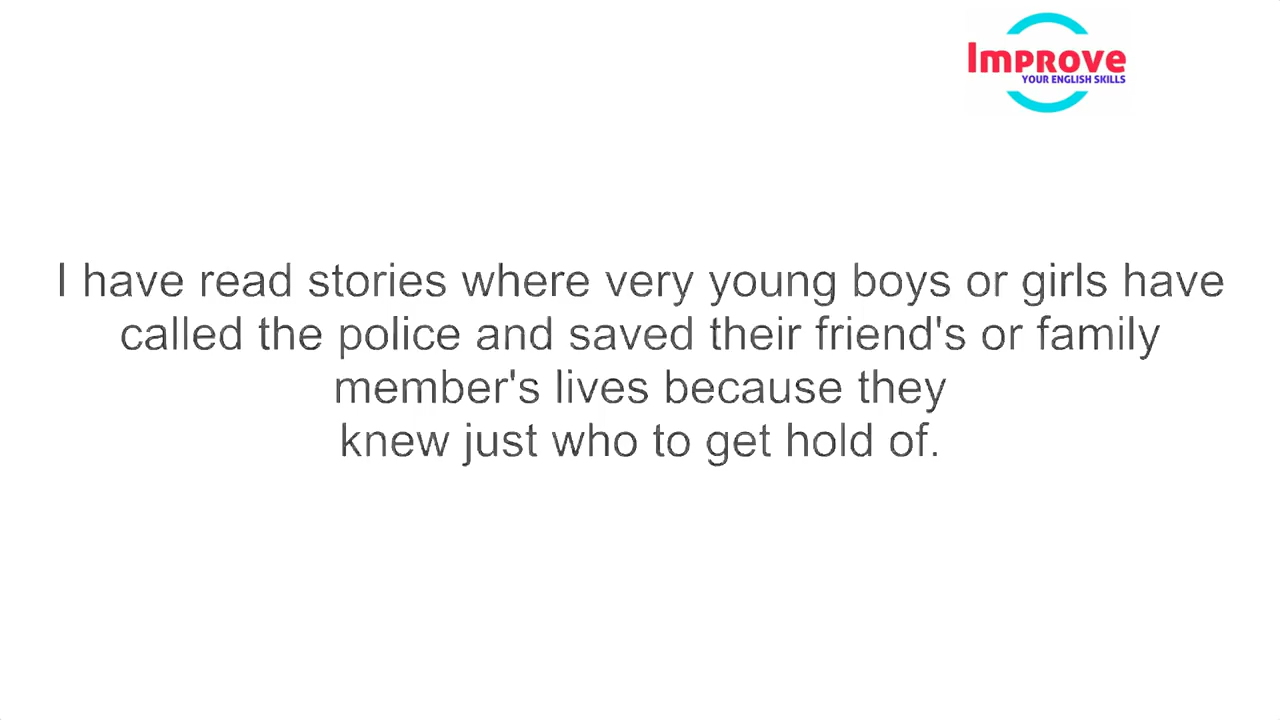 Improve
YOUR ENGLISH SKILLS
I have read stories where very young boys or girls have
called the police and saved their friend's or family
member's lives because they
knew just who to get hold of.